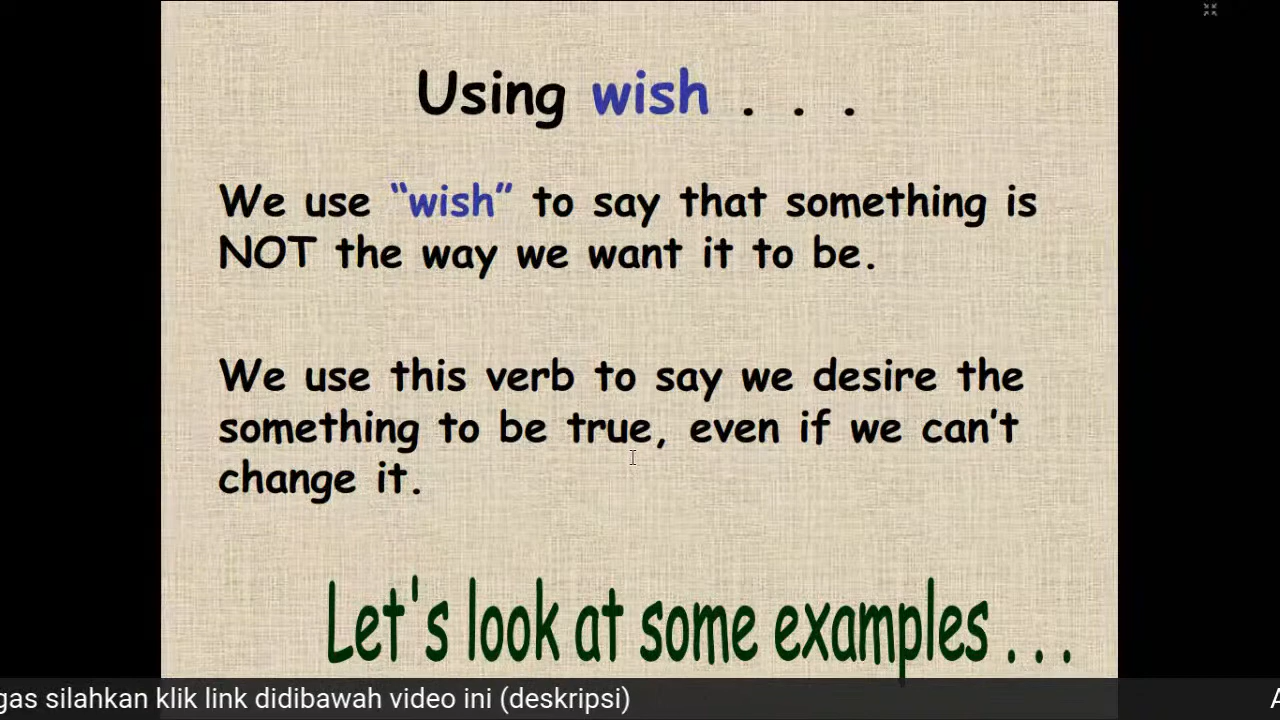 Using wish . . .
We use “wish” to say that something is
NOT the way we want it to be.
We use this verb to say we desire the
something to be true, even if we can’t
change it.
Let's look at some examples . . .
silahkan klik link didibawah video ini (deskripsi)